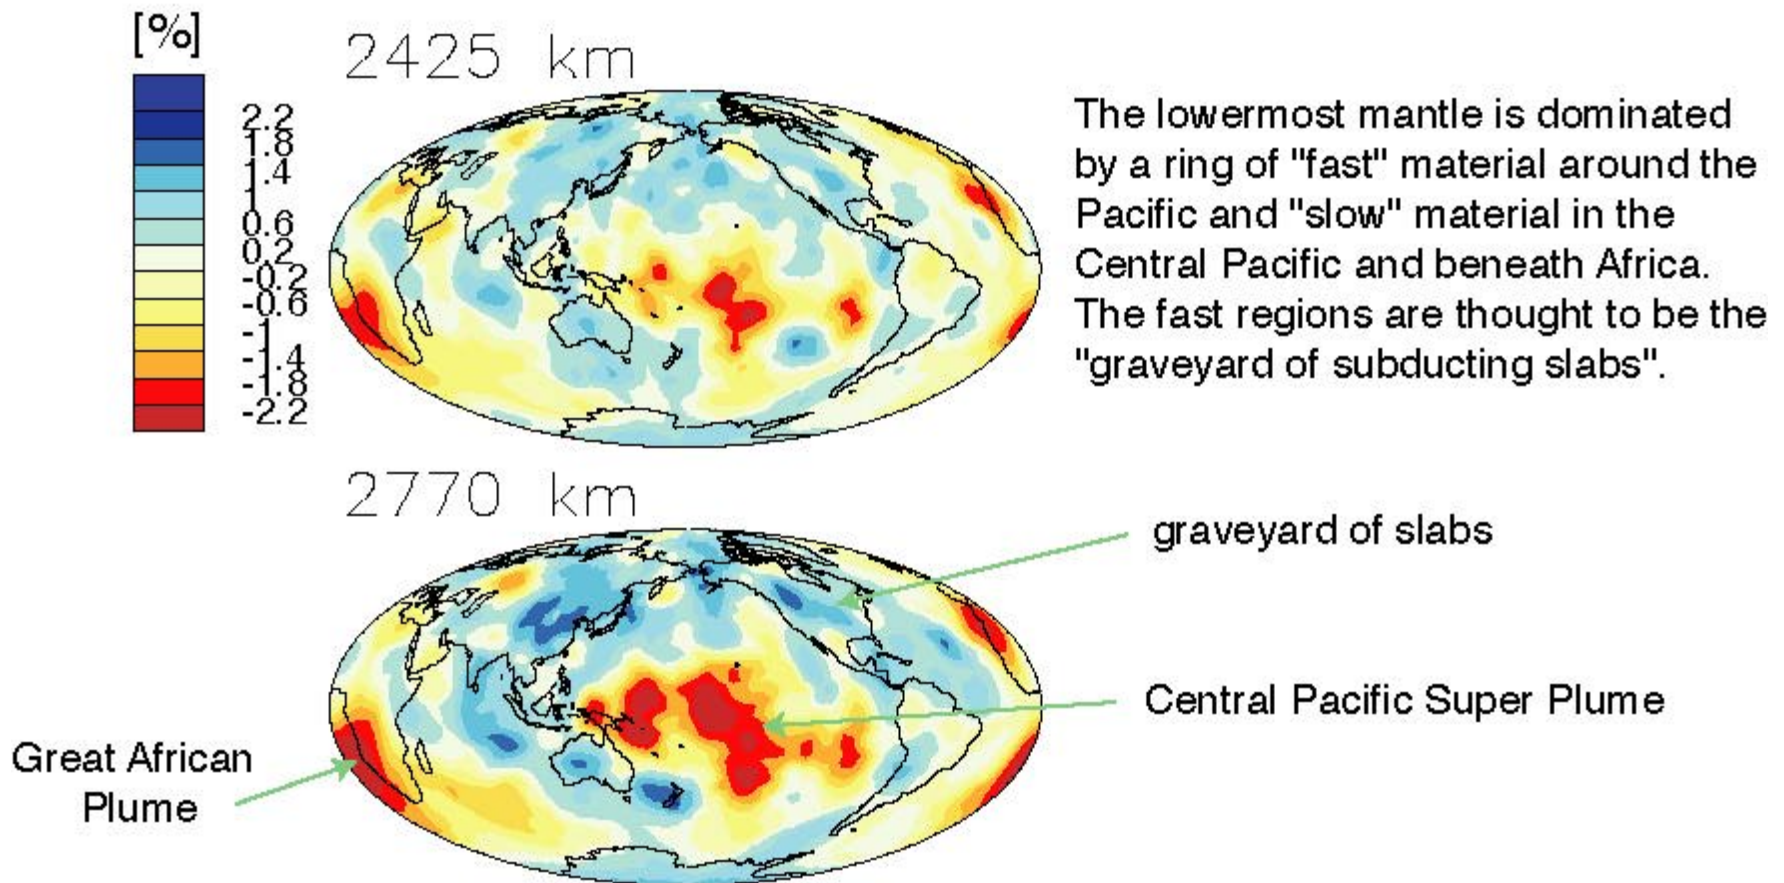 [%]
2425 km
2.2
1.8
1.4
1
0.6
0.2
-0.2
-0.6
-1
-1.4
-1.8
-2.2
The lowermost mantle is dominated
by a ring of "fast" material around the
Pacific and "slow" material in the
Central Pacific and beneath Africa.
The fast regions are thought to be the
"graveyard of subducting slabs".
2770 km
graveyard of slabs
Central Pacific Super Plume
Great African
Plume